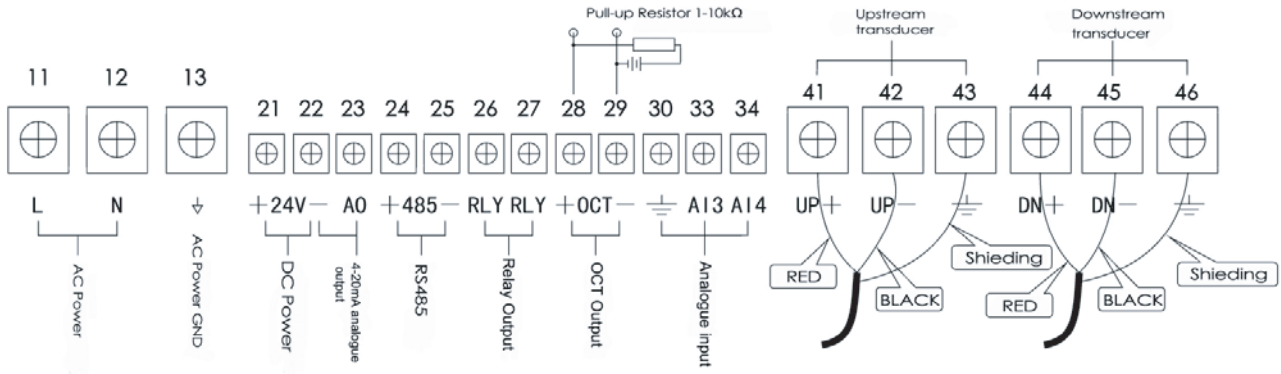 Pull-up Resistor 1-10kΩ
Upstream
transducer
Downstream
transducer
11 12 13 21 22 23 24 25 26 27 28 29 30 33 34 41 42 43 44 45 46
L N +24V- AO +485- RLY RLY +OCT- AI3 AI4 UP+ UP- DN+ DN-
AC Power
AC Power GND
DC Power
4-20mA analogue
output
RS485
Relay Output
OCT Output
Analogue input
RED
BLACK
Shieding
RED
BLACK
Shieding